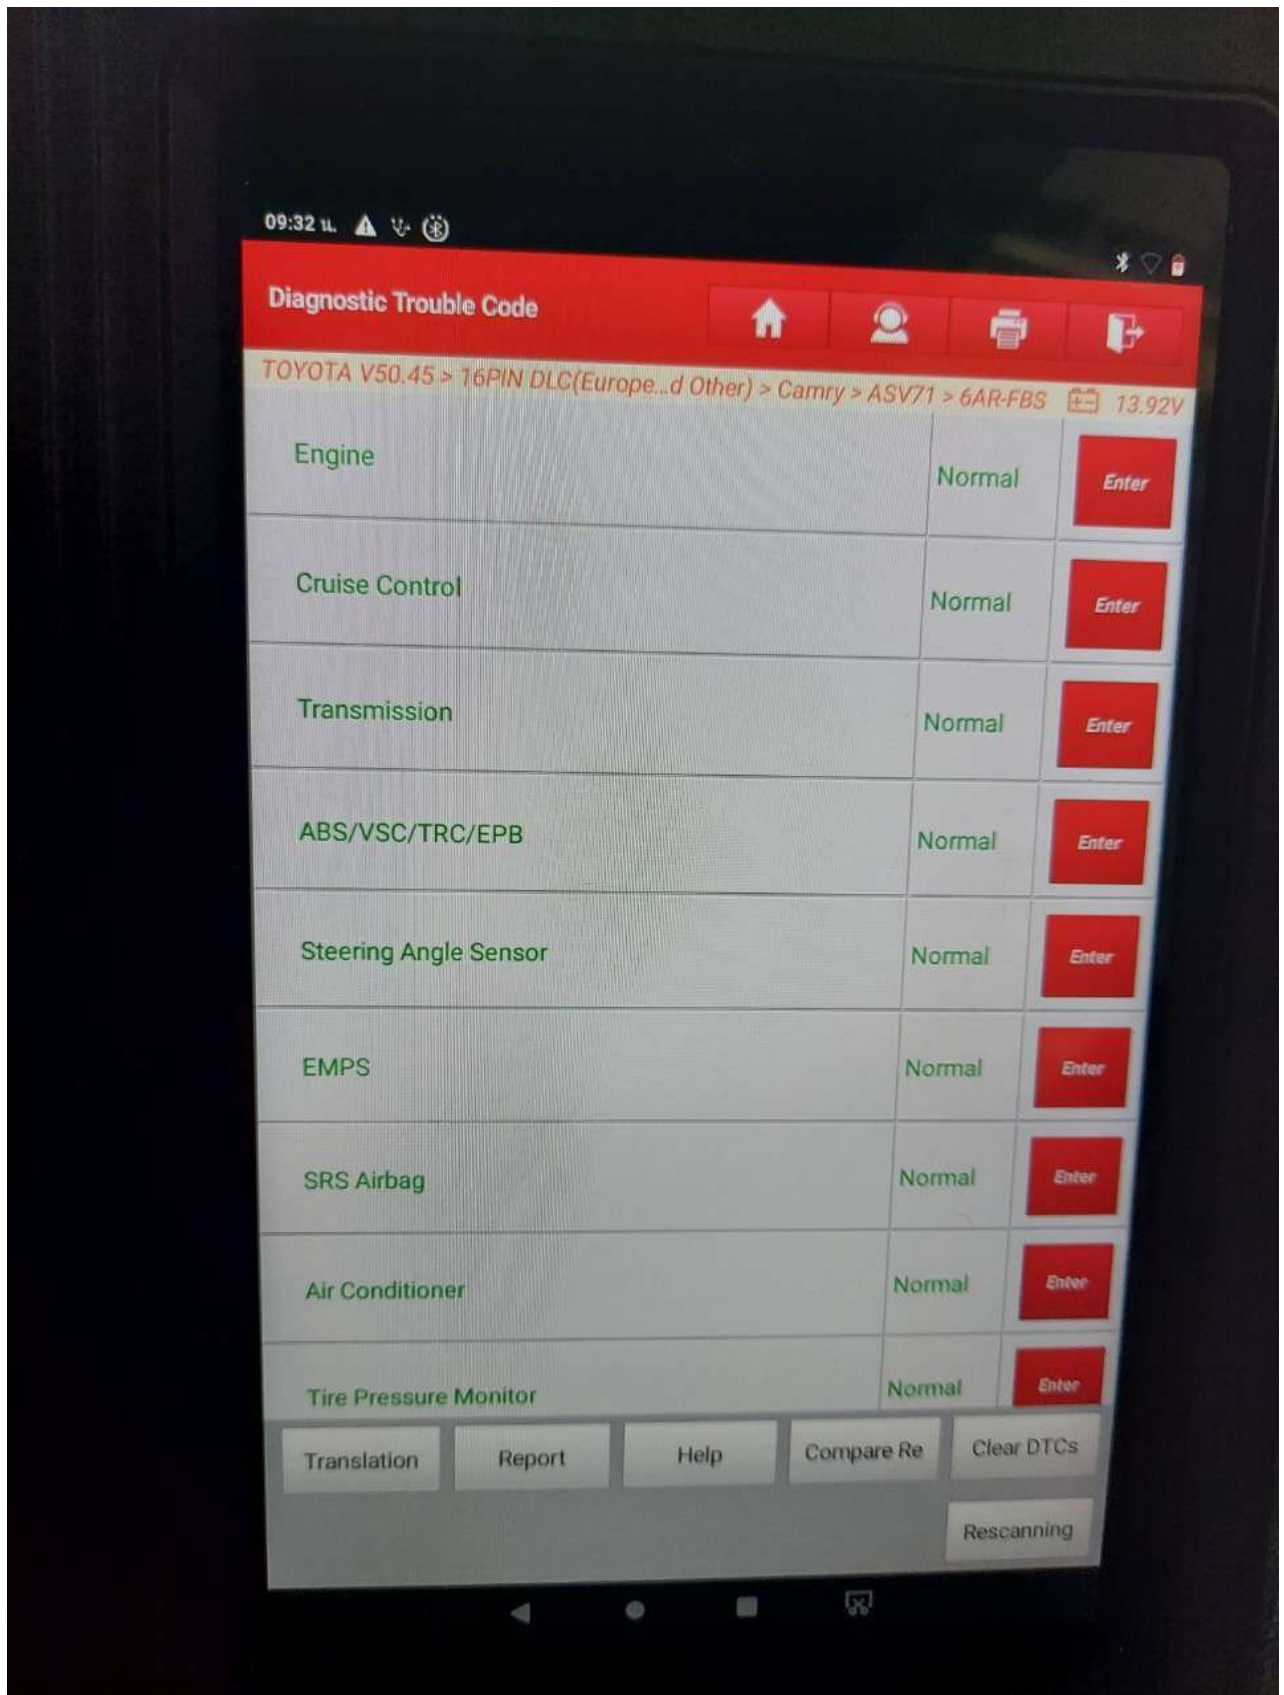 09:32 น.
Diagnostic Trouble Code
TOYOTA V50.45 > 16PIN DLC(Europe...d Other) > Camry > ASV71 > 6AR-FBS 13.92V
Engine Normal Enter
Cruise Control Normal Enter
Transmission Normal Enter
ABS/VSC/TRC/EPB Normal Enter
Steering Angle Sensor Normal Enter
EMPS Normal Enter
SRS Airbag Normal Enter
Air Conditioner Normal Enter
Tire Pressure Monitor Normal Enter
Translation Report Help Compare Re Clear DTCs
Rescanning